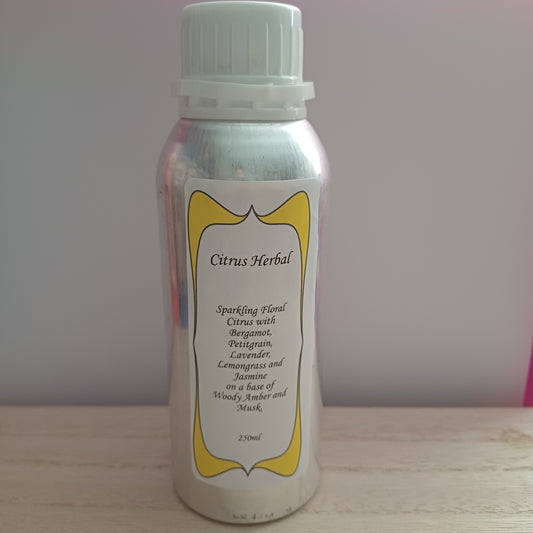 Citrus Herbal
Sparkling Floral
Citrus with
Bergamot,
Petitgrain,
Lavender,
Lemongrass and
Jasmine
on a base of
Woody Amber and
Musk.
250ml